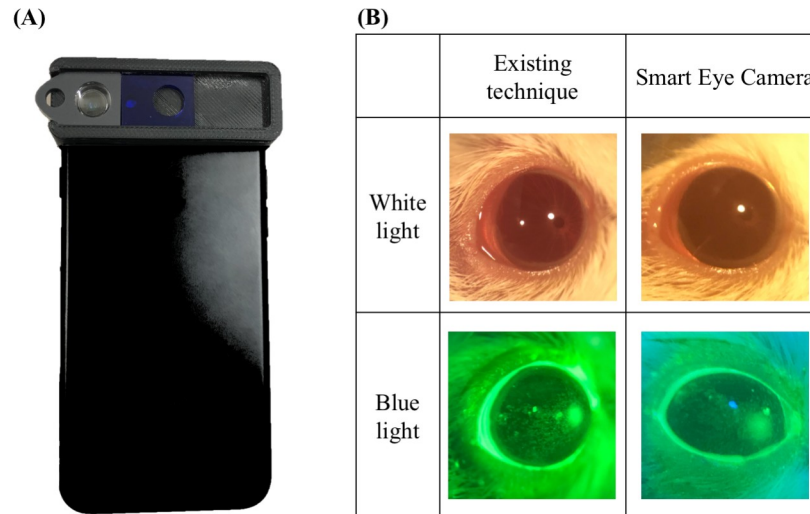 (A)
(B)
Existing
technique
Smart Eye Camera
White
light
Blue
light